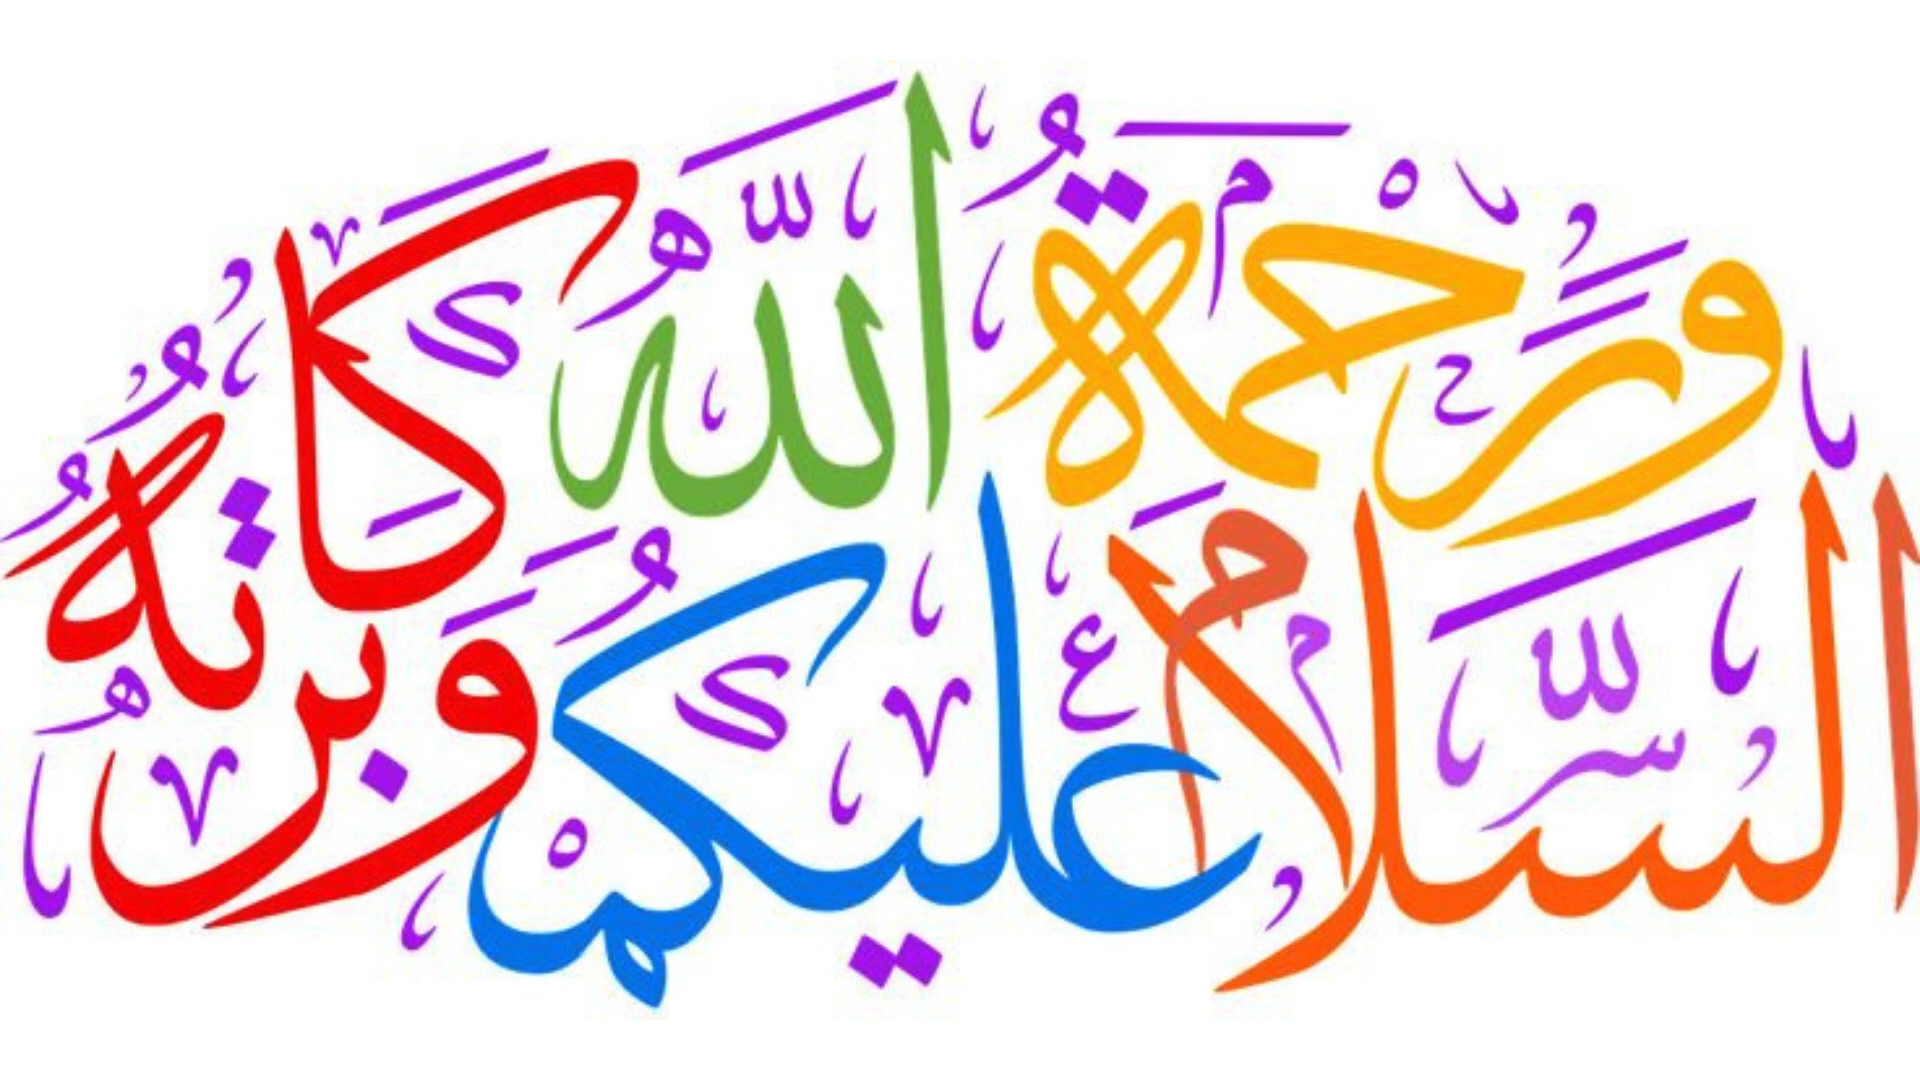 السلام عليكم
ورحمة الله
وبركاته